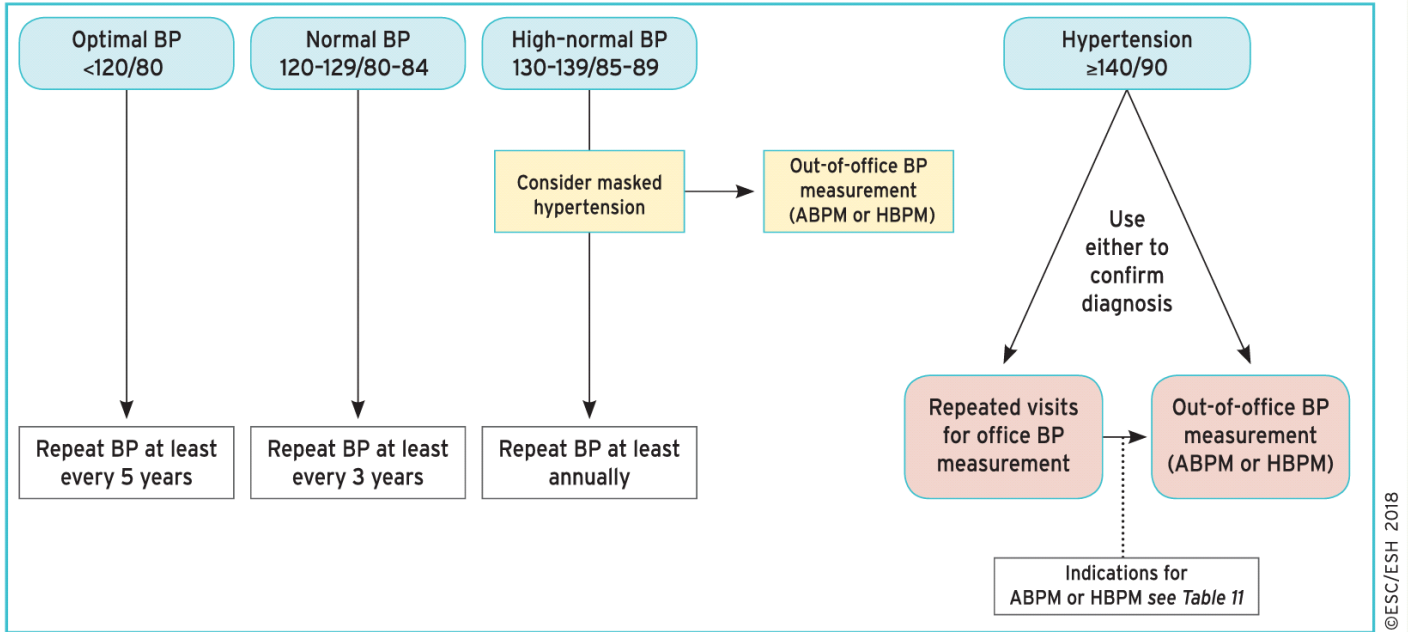 Optimal BP
<120/80
Normal BP
120–129/80–84
High–normal BP
130–139/85–89
Hypertension
≥140/90
Consider masked
hypertension
Out-of-office BP
measurement
(ABPM or HBPM)
Use
either to
confirm
diagnosis
Repeat BP at least
every 5 years
Repeat BP at least
every 3 years
Repeat BP at least
annually
Repeated visits
for office BP
measurement
Out-of-office BP
measurement
(ABPM or HBPM)
Indications for
ABPM or HBPM see Table 11
©ESC/ESH 2018